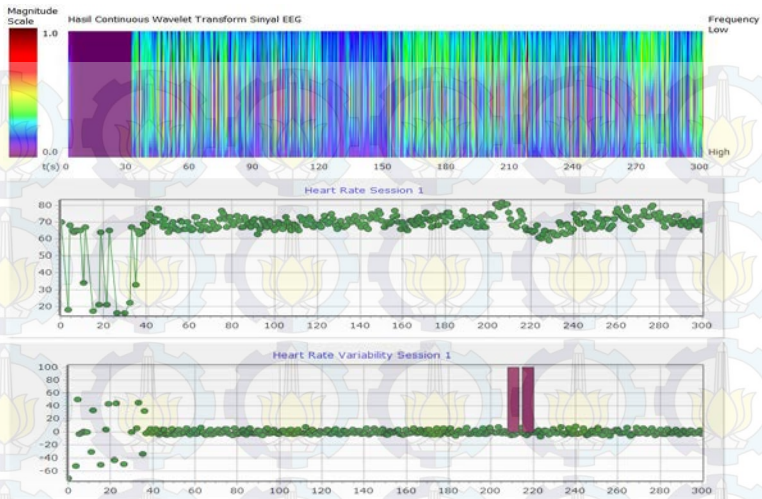 Magnitude
Scale
Hasil Continuous Wavelet Transform Sinyal EEG
Frequency
Low
1.0
0.0
High
t(s) 0 30 60 90 120 150 180 210 240 270 300
Heart Rate Session 1
80
70
60
50
40
30
20
0 20 40 60 80 100 120 140 160 180 200 220 240 260 280 300
Heart Rate Variability Session 1
100
80
60
40
20
0
-20
-40
-60
0 20 40 60 80 100 120 140 160 180 200 220 240 260 280 300